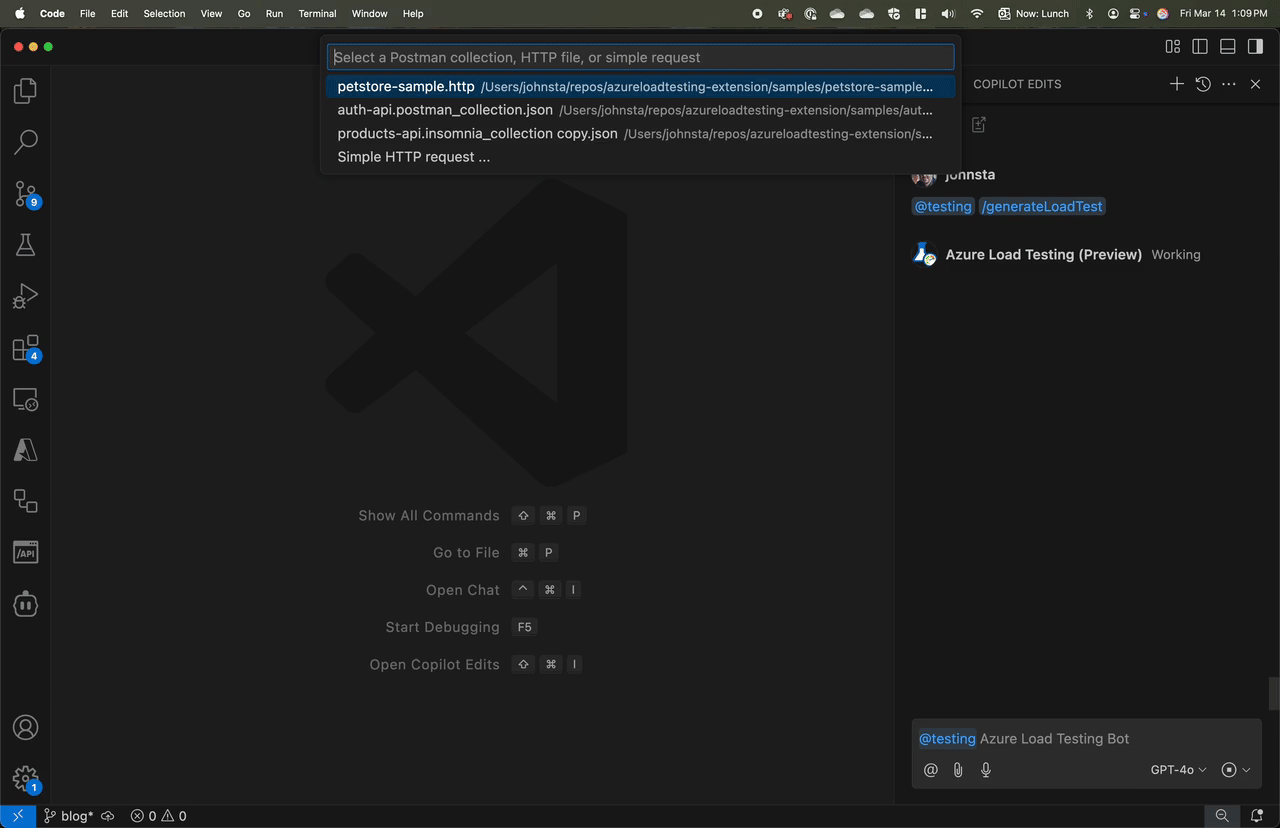 Code File Edit Selection View Go Run Terminal Window Help Now: Lunch Fri Mar 14 1:09 PM
Select a Postman collection, HTTP file, or simple request
petstore-sample.http /Users/johnsta/repos/azureloadtesting-extension/samples/petstore-sample...
auth-api.postman_collection.json /Users/johnsta/repos/azureloadtesting-extension/samples/aut...
products-api.insomnia_collection copy.json /Users/johnsta/repos/azureloadtesting-extension/s...
Simple HTTP request ...
COPILOT EDITS
johnsta
@testing /generateLoadTest
Azure Load Testing (Preview) Working
9
4
/API
Show All Commands ⇧ ⌘ P
Go to File ⌘ P
Open Chat ^ ⌘ I
Start Debugging F5
Open Copilot Edits ⇧ ⌘ I
@testing Azure Load Testing Bot
@ GPT-4o
1
blog* 0 0